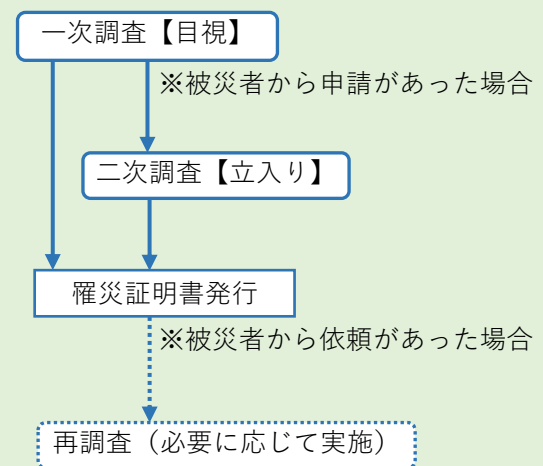 一次調査【目視】
※被災者から申請があった場合
二次調査【立入り】
罹災証明書発行
※被災者から依頼があった場合
再調査（必要に応じて実施）